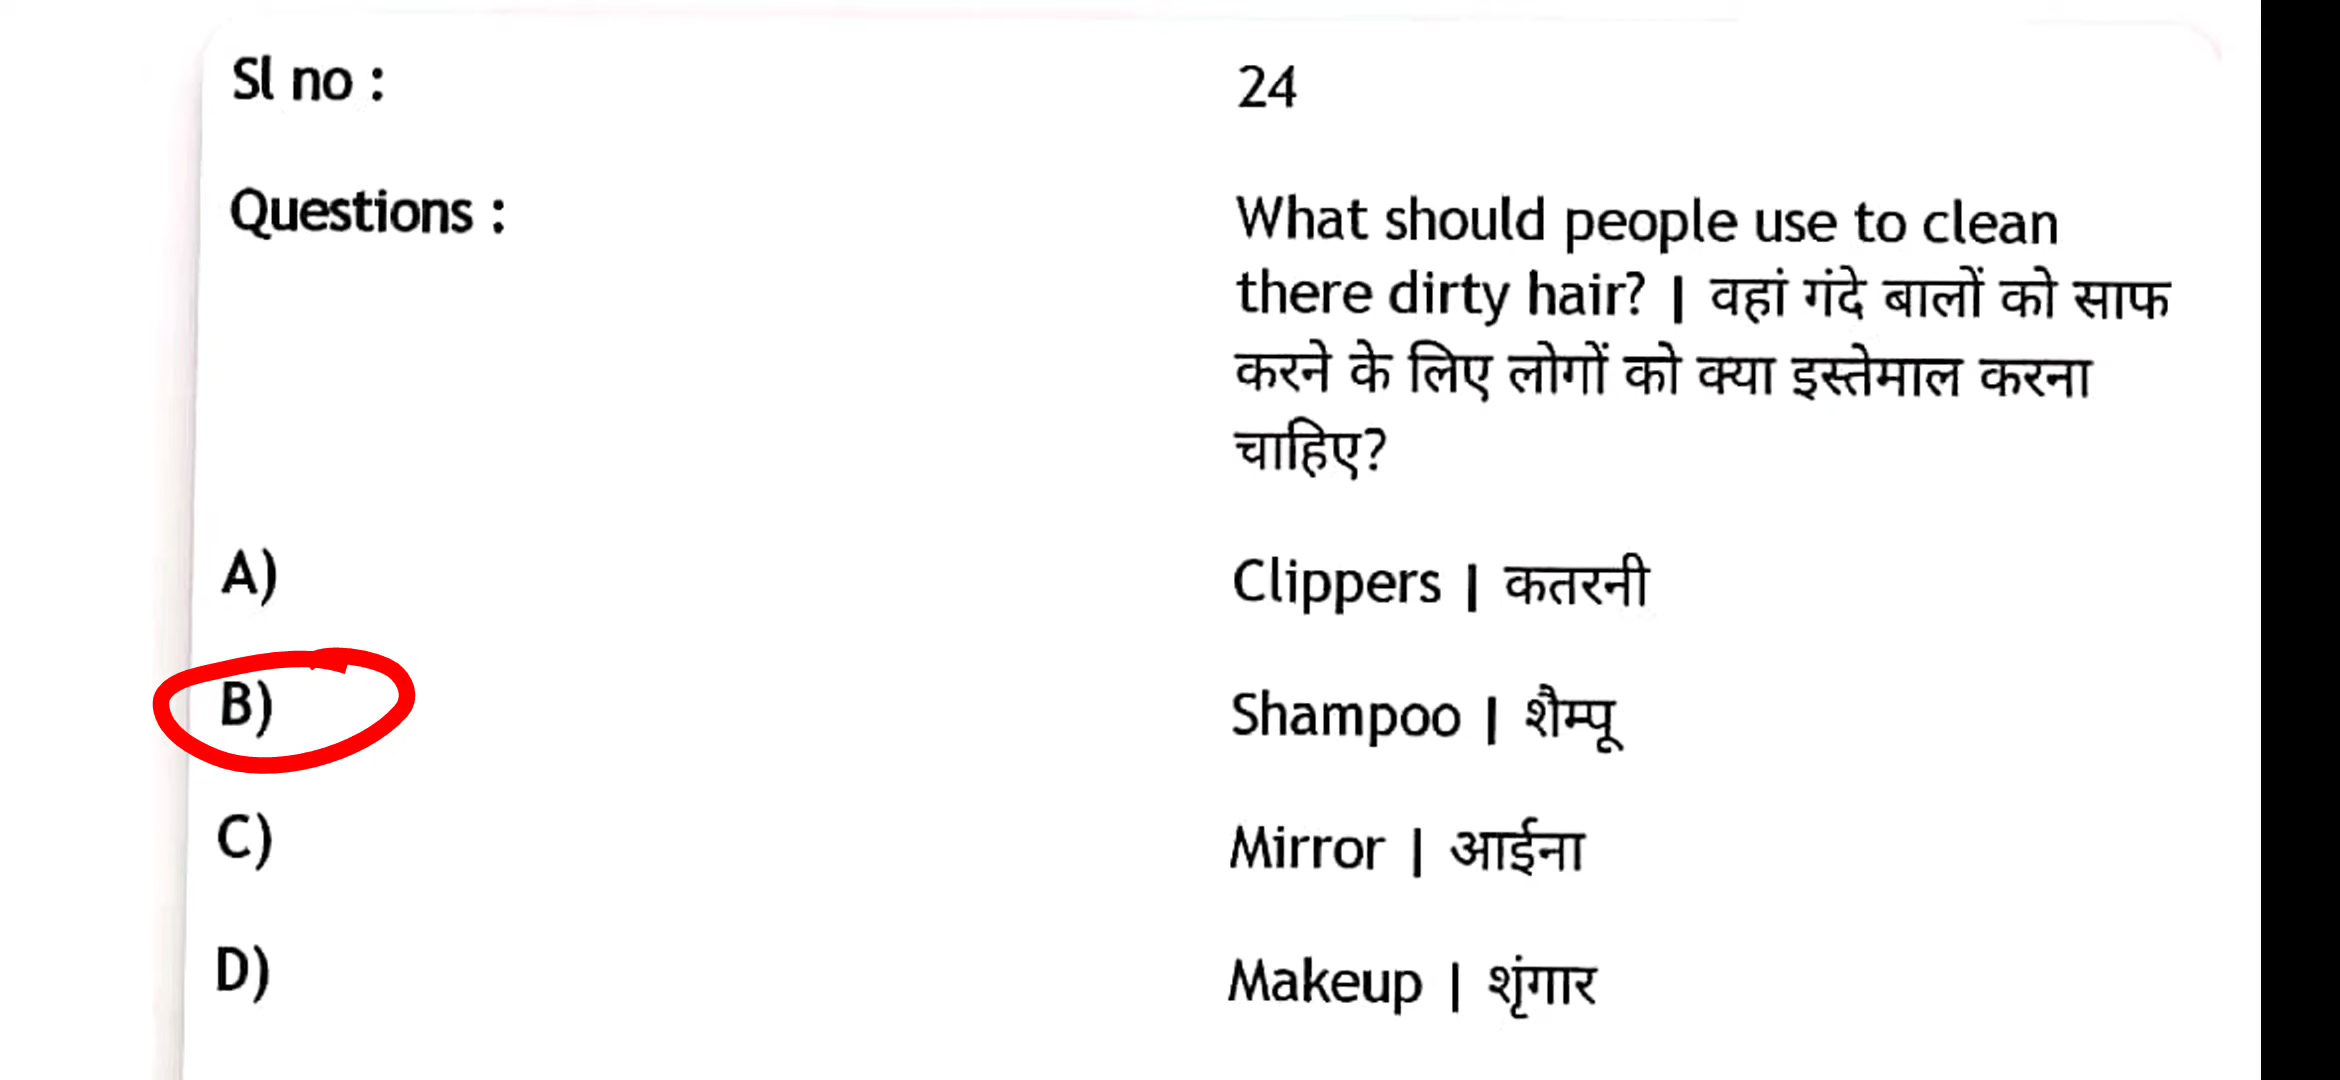 Sl no : 24
Questions : What should people use to clean
there dirty hair? | वहां गंदे बालों को साफ
करने के लिए लोगों को क्या इस्तेमाल करना
चाहिए?
A) Clippers | कतरनी
B) Shampoo | शैम्पू
C) Mirror | आईना
D) Makeup | शृंगार